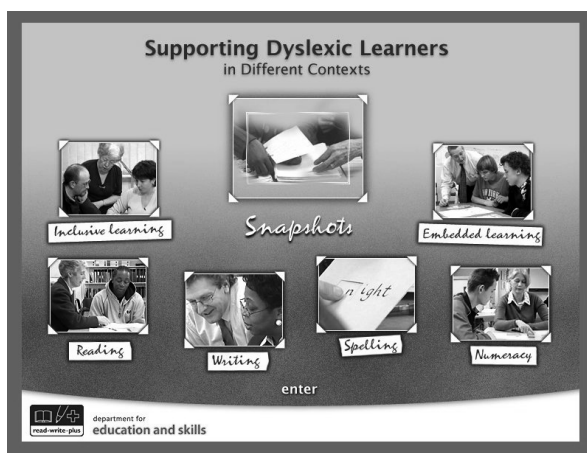 Supporting Dyslexic Learners
in Different Contexts
Snapshots
Inclusive Learning
Embedded Learning
Reading
Writing
night
Spelling
Numeracy
enter
read-write-plus
department for
education and skills